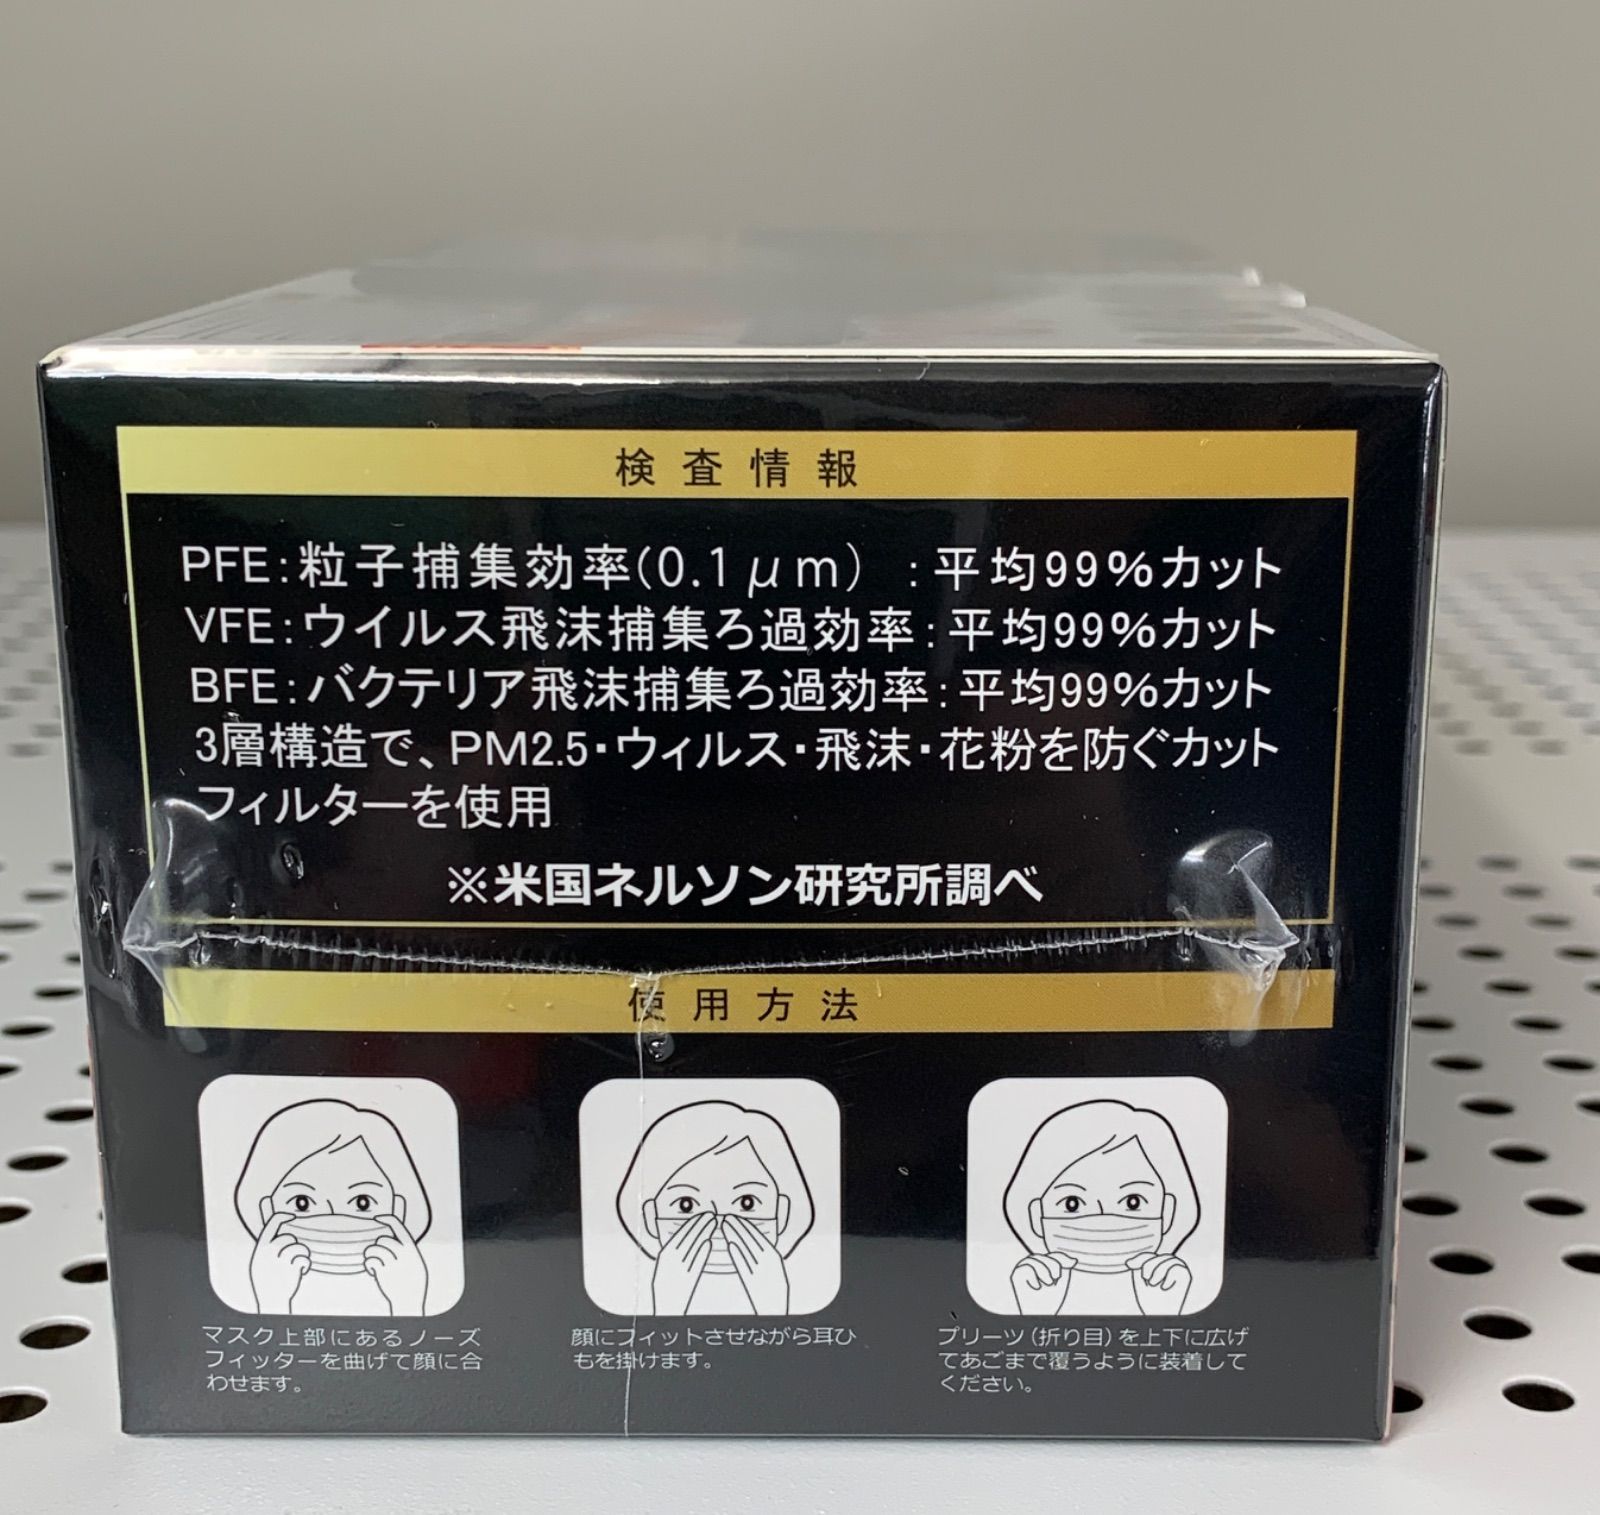 検査情報
PFE:粒子捕集効率(0.1μm) :平均99%カット
VFE:ウイルス飛沫捕集ろ過効率:平均99%カット
BFE:バクテリア飛沫捕集ろ過効率:平均99%カット
3層構造で、PM2.5・ウィルス・飛沫・花粉を防ぐカット
フィルターを使用
※米国ネルソン研究所調べ
使用方法
マスク上部にあるノーズ
フィッターを曲げて顔に合
わせます。
顔にフィットさせながら耳ひ
もを掛けます。
プリーツ(折り目)を上下に広げ
てあごまで覆うように装着して
ください。